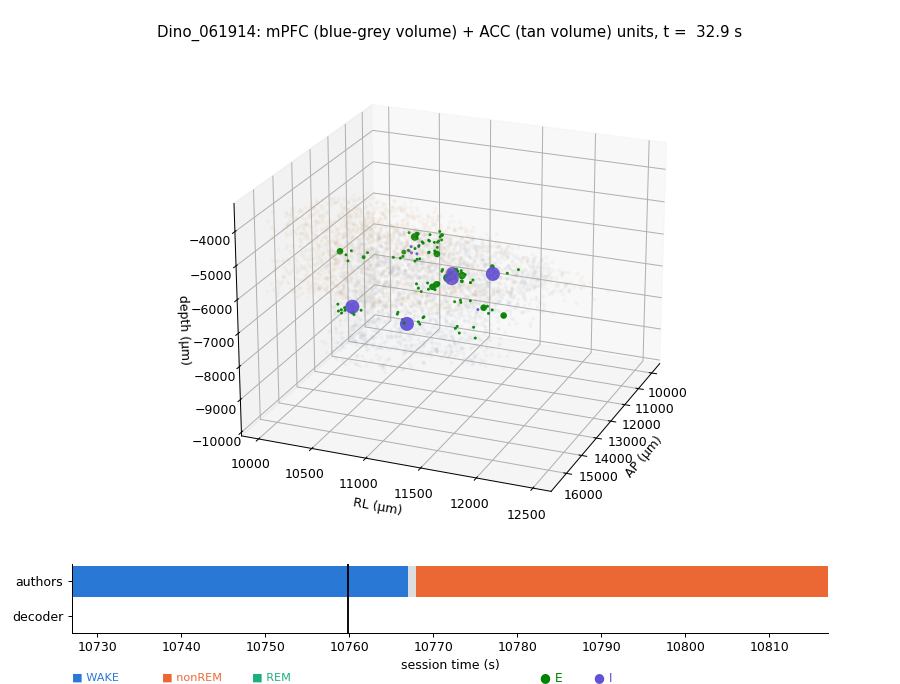 Dino_061914: mPFC (blue-grey volume) + ACC (tan volume) units, t =  32.9 s
−4000
−5000
−6000
−7000
−8000
−9000
−10000
depth (μm)
10000
10500
11000
11500
12000
12500
RL (μm)
10000
11000
12000
13000
14000
15000
16000
AP (μm)
authors
decoder
10730 10740 10750 10760 10770 10780 10790 10800 10810
session time (s)
WAKE nonREM REM E I